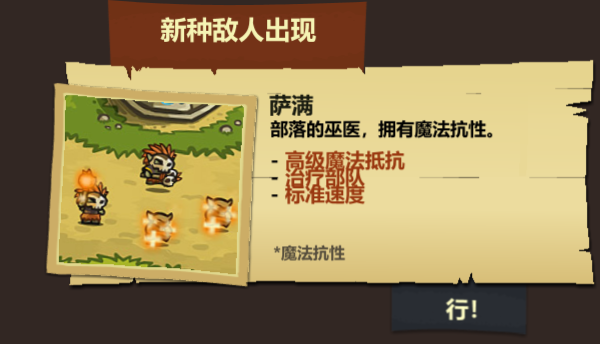 新种敌人出现
萨满
部落的巫医，拥有魔法抗性。
- 高级魔法抵抗
- 治疗部队
- 标准速度
*魔法抗性
行！